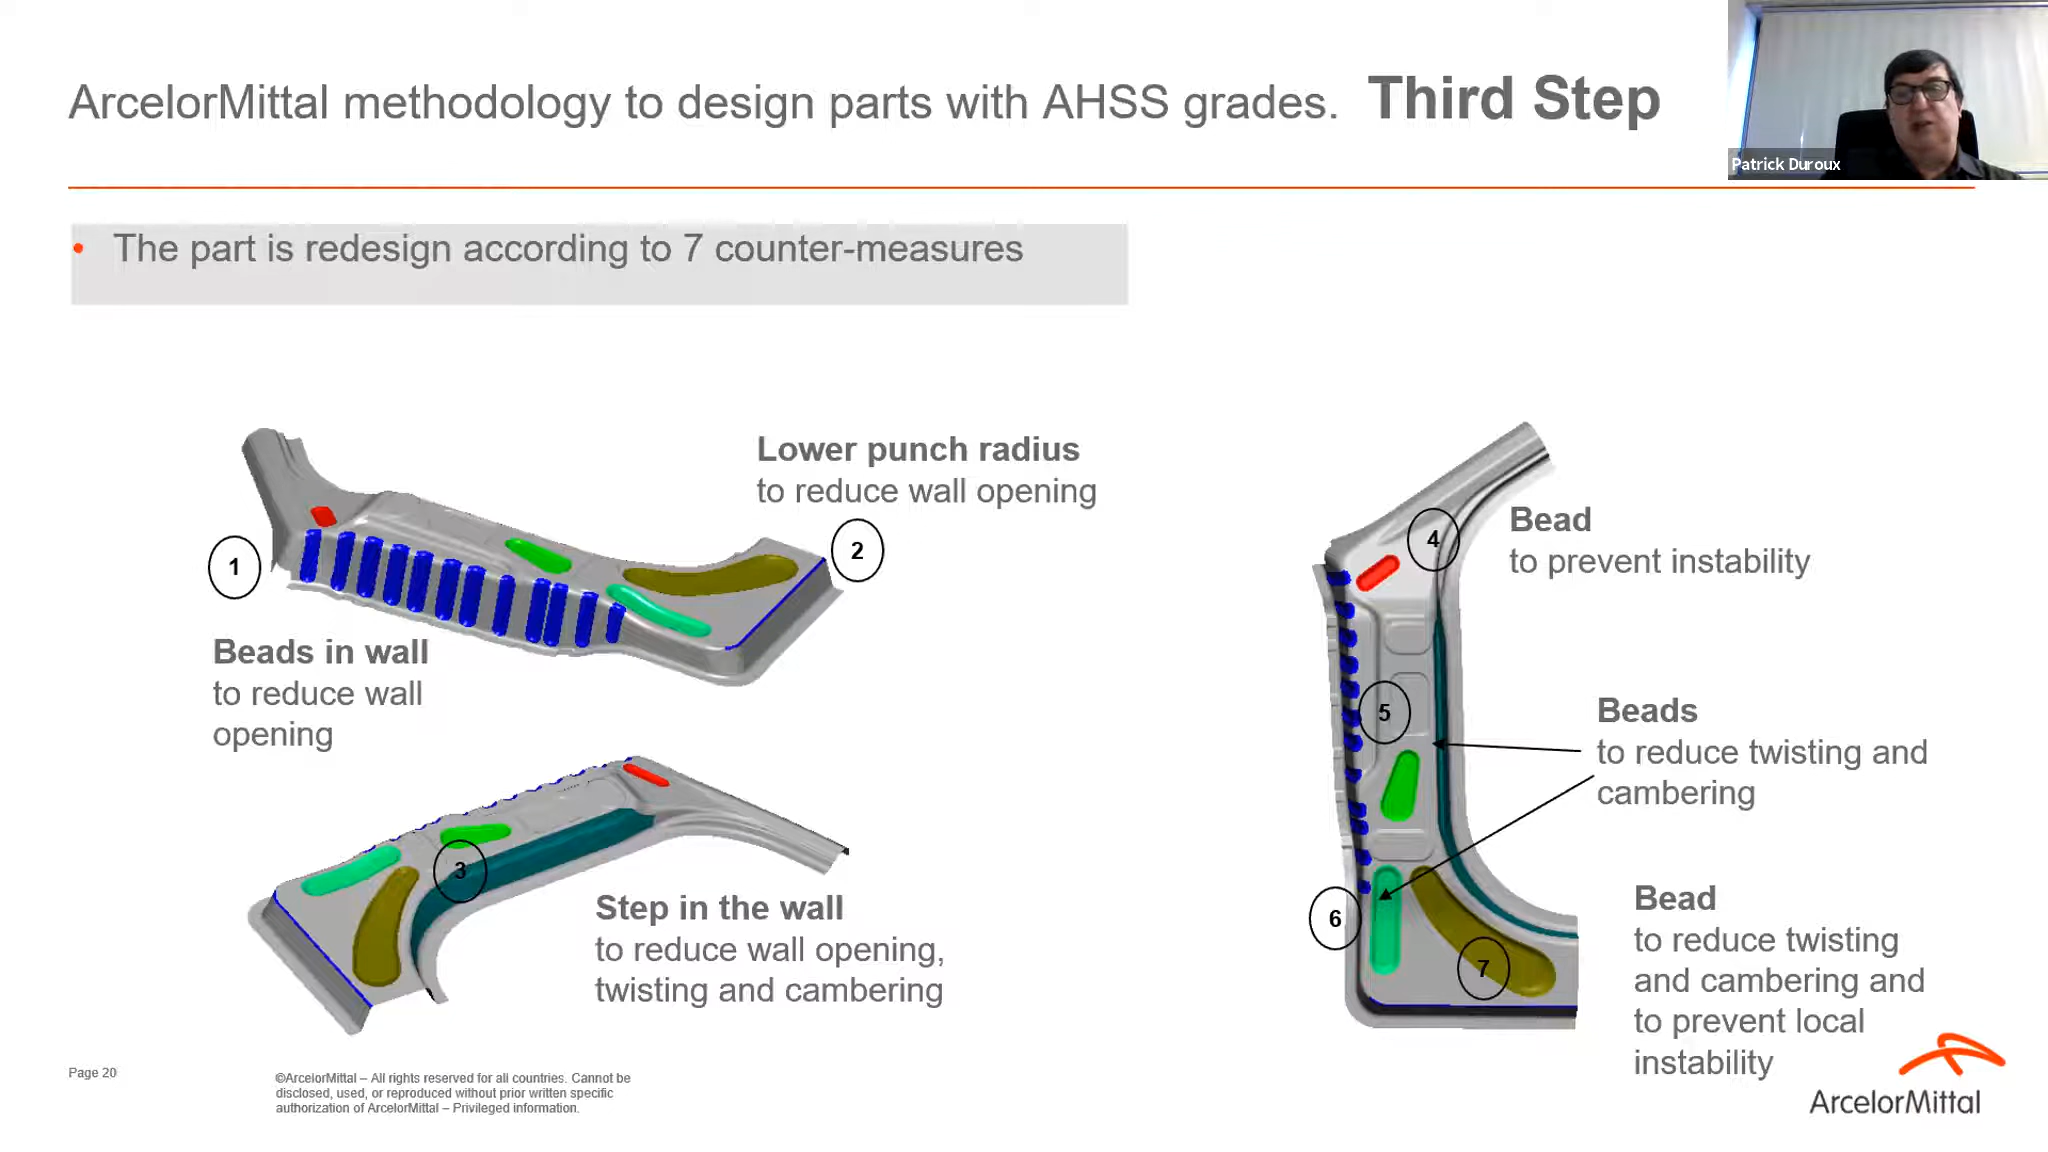 ArcelorMittal methodology to design parts with AHSS grades. Third Step
Patrick Duroux
• The part is redesign according to 7 counter-measures
Lower punch radius
to reduce wall opening
1
2
Beads in wall
to reduce wall
opening
3
Step in the wall
to reduce wall opening,
twisting and cambering
4
Bead
to prevent instability
5
Beads
to reduce twisting and
cambering
6
7
Bead
to reduce twisting
and cambering and
to prevent local
instability
Page 20
©ArcelorMittal – All rights reserved for all countries. Cannot be
disclosed, used, or reproduced without prior written specific
authorization of ArcelorMittal – Privileged information.
ArcelorMittal